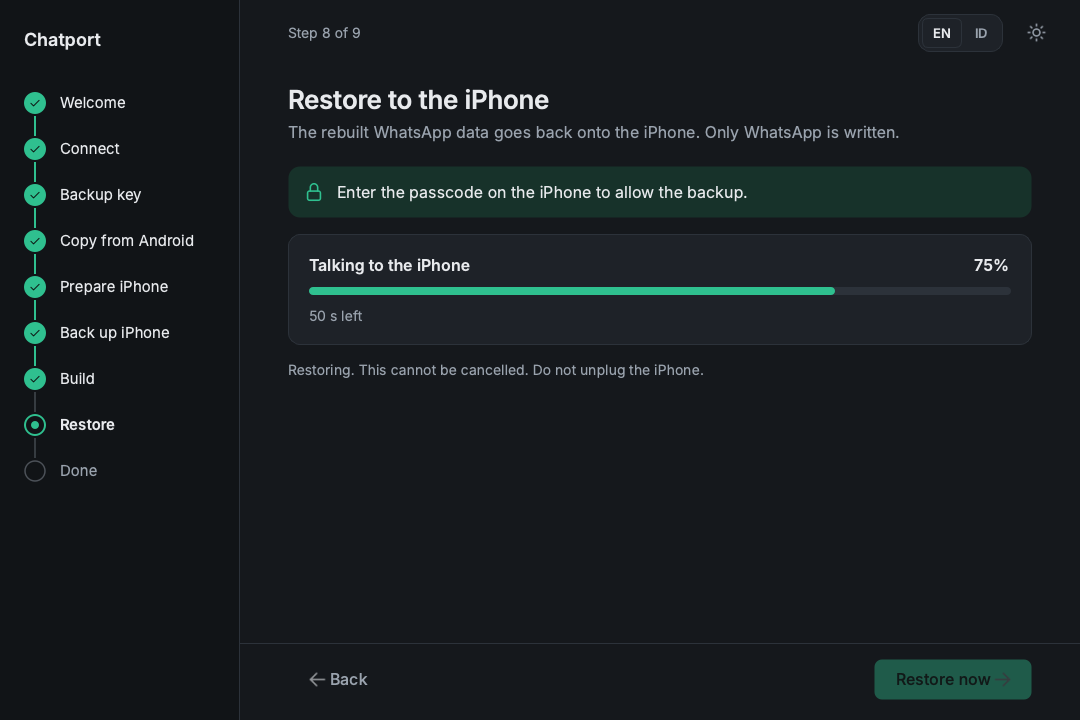 Chatport
Welcome
Connect
Backup key
Copy from Android
Prepare iPhone
Back up iPhone
Build
Restore
Done
Step 8 of 9
EN ID
Restore to the iPhone
The rebuilt WhatsApp data goes back onto the iPhone. Only WhatsApp is written.
Enter the passcode on the iPhone to allow the backup.
Talking to the iPhone 75%
50 s left
Restoring. This cannot be cancelled. Do not unplug the iPhone.
Back
Restore now